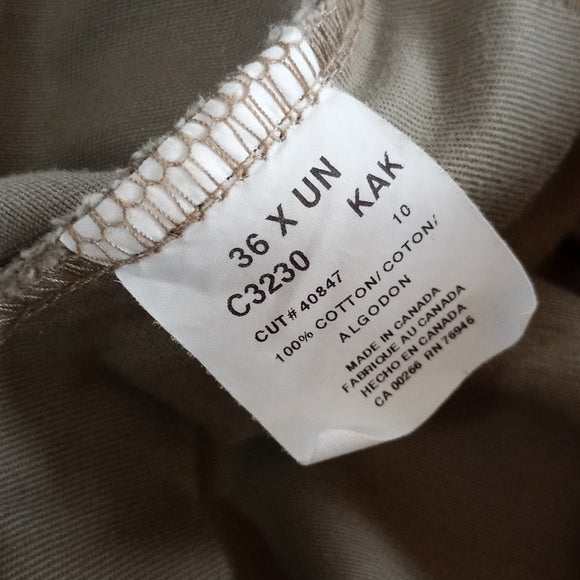 36 X UN
C3230 KAK
CUT# 40847 10
100% COTTON/ COTON/
ALGODON
MADE IN CANADA
FABRIQUE AU CANADA
HECHO EN CANADA
CA 00266 RN 76946